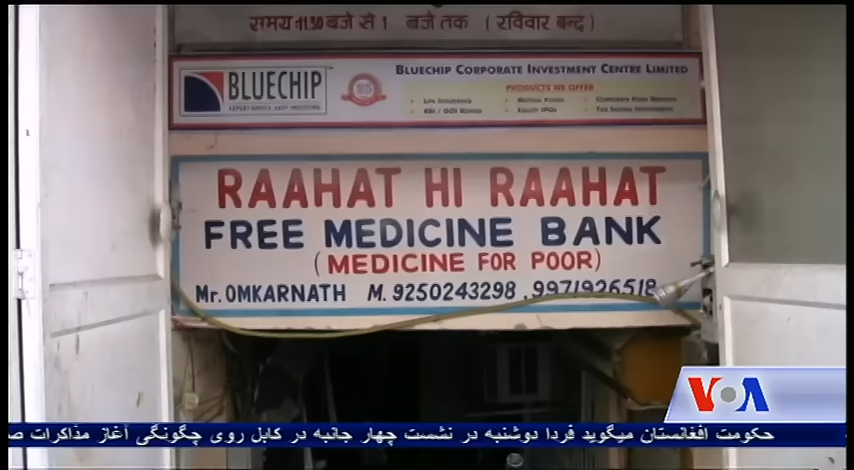 समय 11.30 बजे से 1 बजे तक (रविवार बन्द)
BLUECHIP
BLUECHIP CORPORATE INVESTMENT CENTRE LIMITED
PRODUCTS WE OFFER
RAAHAT HI RAAHAT
FREE MEDICINE BANK
(MEDICINE FOR POOR)
Mr. OMKARNATH M. 9250243298, 9971926518
VOA
حکومت افغانستان میگوید فردا دوشنبه در نشست چهار جانبه در کابل روی چگونگی آغاز مذاکرات